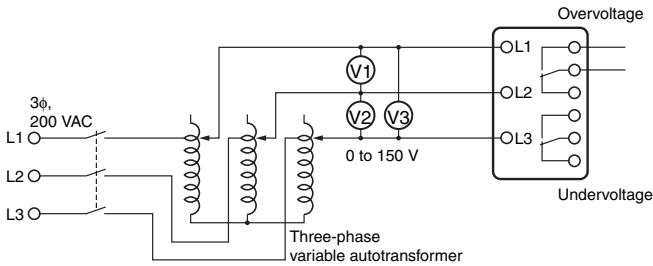 Overvoltage
L1
V1
3ϕ,
200 VAC
L2
V2
V3
L1
L3
0 to 150 V
L2
Undervoltage
L3
Three-phase
variable autotransformer